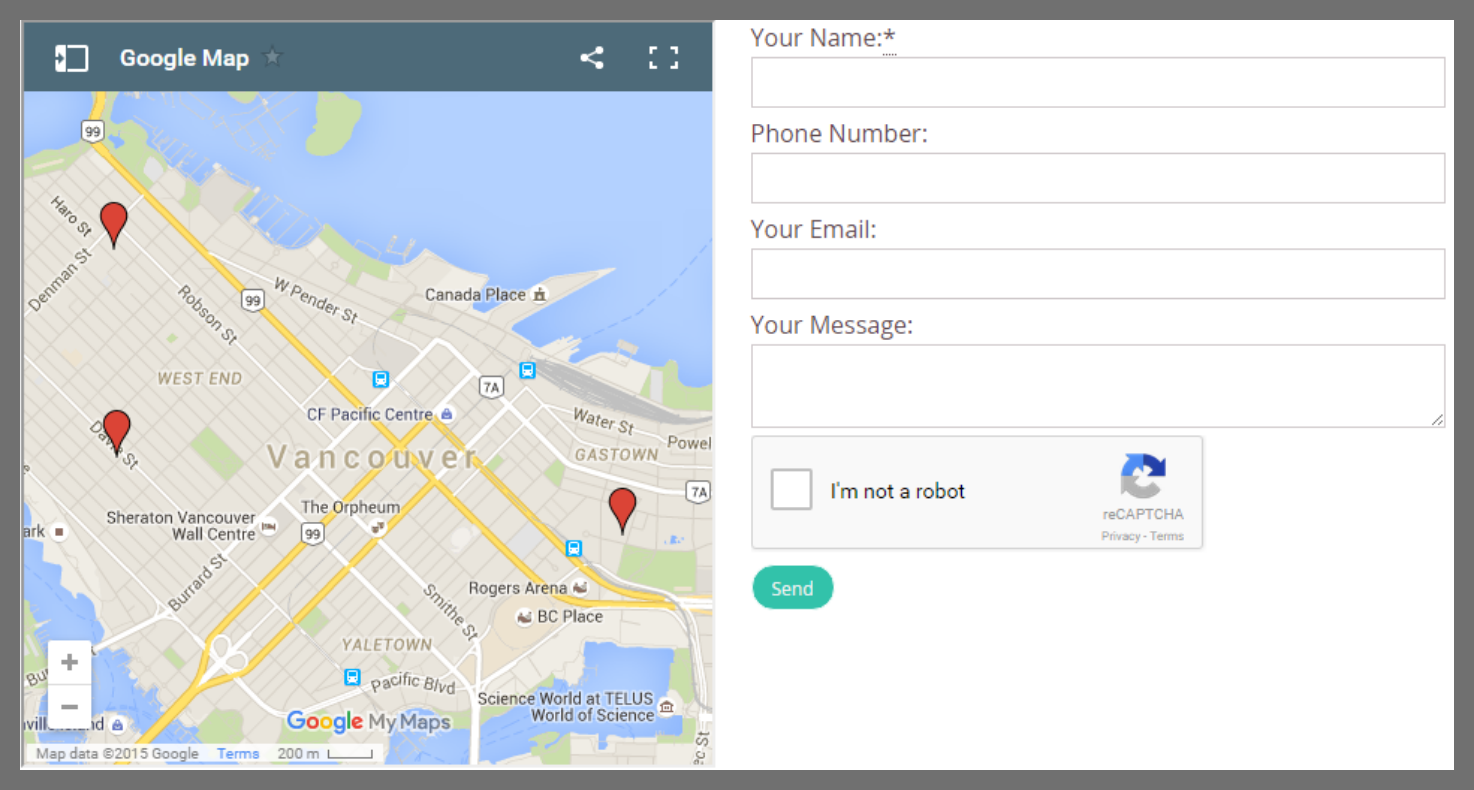 Google Map
99
Haro St
Denman St
Robson St
99
W Pender St
Canada Place
WEST END
7A
CF Pacific Centre
Water St
Powel
Davie St
Vancouver
GASTOWN
7A
The Orpheum
Sheraton Vancouver
Wall Centre
ark
99
Burrard St
Smithe St
Rogers Arena
BC Place
YALETOWN
Pacific Blvd
Science World at TELUS
World of Science
+
−
Google My Maps
Map data ©2015 Google Terms 200 m
Your Name:*
Phone Number:
Your Email:
Your Message:
I'm not a robot
reCAPTCHA
Privacy - Terms
Send